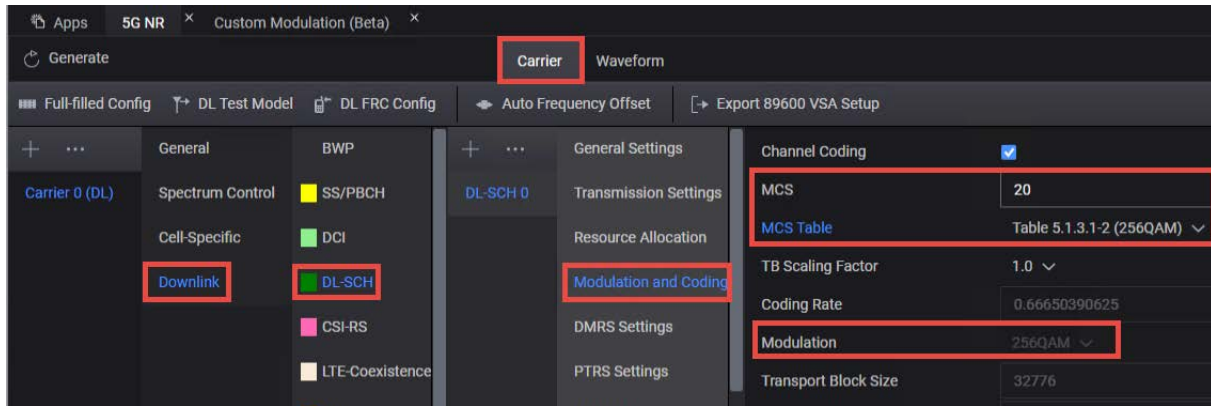 Apps 5G NR × Custom Modulation (Beta) ×
Generate Carrier Waveform
Full-filled Config DL Test Model DL FRC Config Auto Frequency Offset Export 89600 VSA Setup
+ ... General BWP + ... General Settings Channel Coding
Carrier 0 (DL) Spectrum Control SS/PBCH DL-SCH 0 Transmission Settings MCS 20
Cell-Specific DCI Resource Allocation MCS Table Table 5.1.3.1-2 (256QAM)
Downlink DL-SCH Modulation and Coding TB Scaling Factor 1.0
CSI-RS DMRS Settings Coding Rate 0.66650390625
LTE-Coexistence PTRS Settings Modulation 256QAM
Transport Block Size 32776